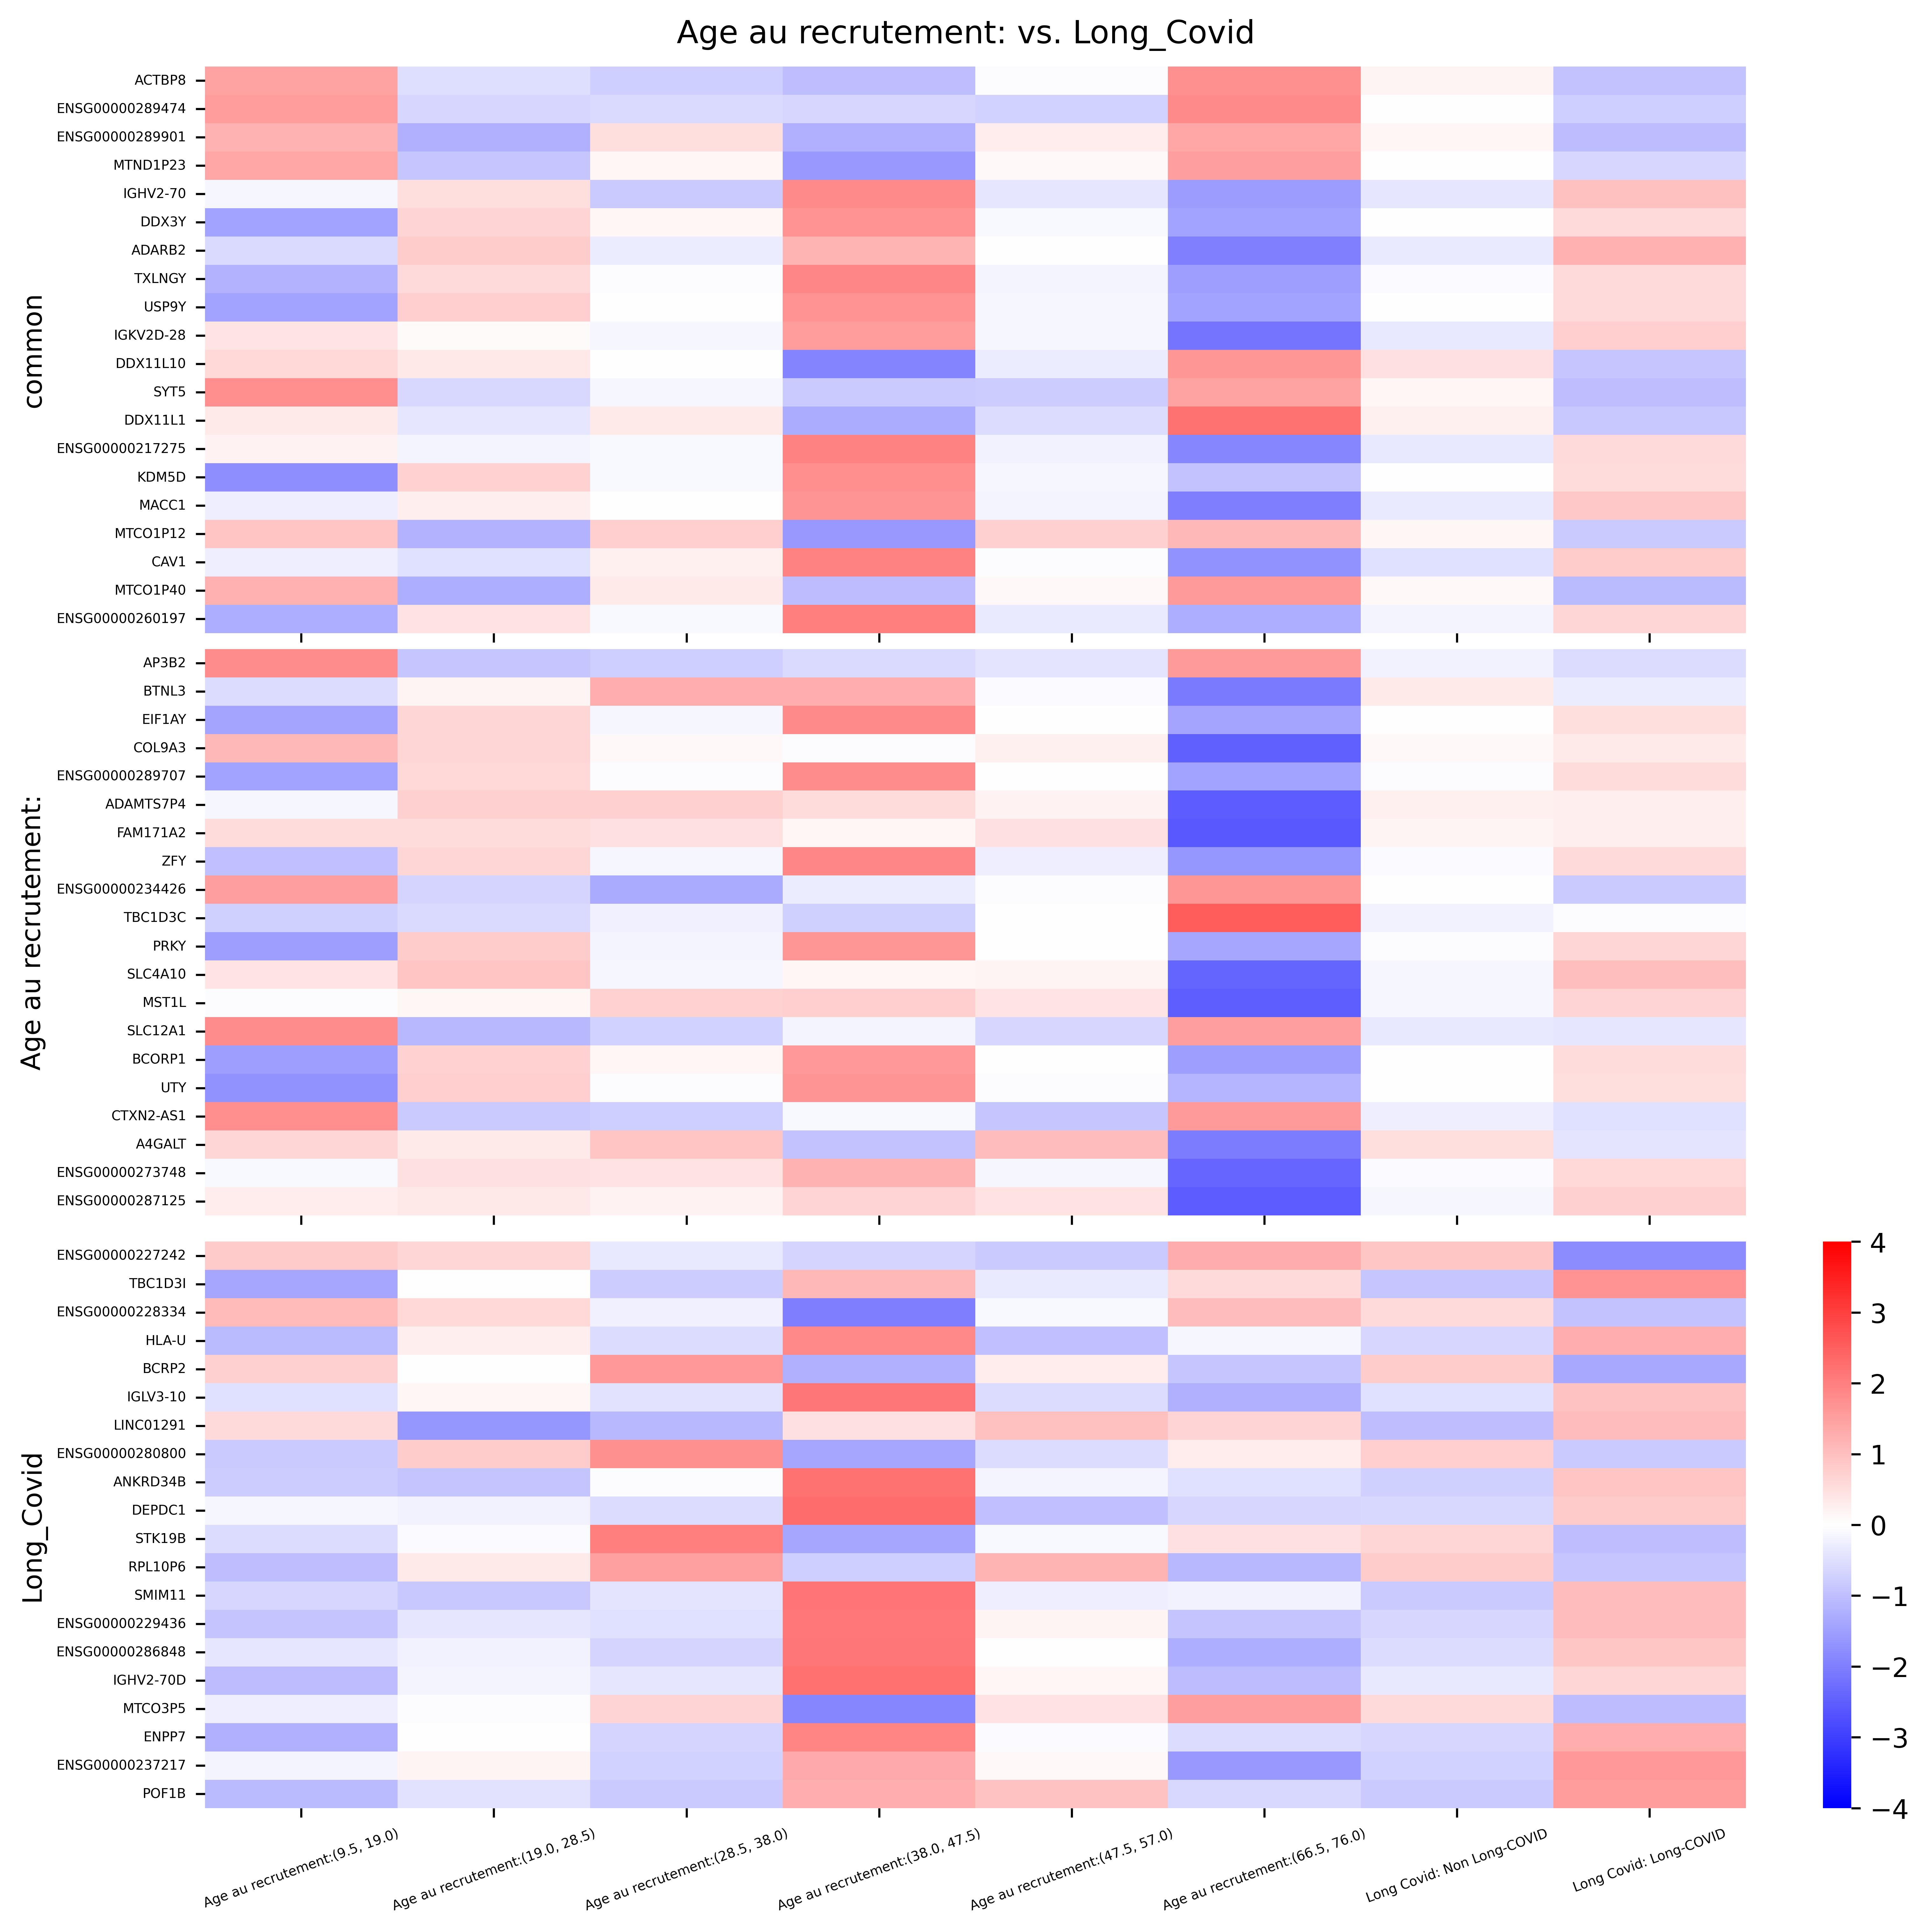 Age au recrutement: vs. Long_Covid
common
ACTBP8
ENSG00000289474
ENSG00000289901
MTND1P23
IGHV2-70
DDX3Y
ADARB2
TXLNGY
USP9Y
IGKV2D-28
DDX11L10
SYT5
DDX11L1
ENSG00000217275
KDM5D
MACC1
MTCO1P12
CAV1
MTCO1P40
ENSG00000260197
Age au recrutement:
AP3B2
BTNL3
EIF1AY
COL9A3
ENSG00000289707
ADAMTS7P4
FAM171A2
ZFY
ENSG00000234426
TBC1D3C
PRKY
SLC4A10
MST1L
SLC12A1
BCORP1
UTY
CTXN2-AS1
A4GALT
ENSG00000273748
ENSG00000287125
Long_Covid
ENSG00000227242
TBC1D3I
ENSG00000228334
HLA-U
BCRP2
IGLV3-10
LINC01291
ENSG00000280800
ANKRD34B
DEPDC1
STK19B
RPL10P6
SMIM11
ENSG00000229436
ENSG00000286848
IGHV2-70D
MTCO3P5
ENPP7
ENSG00000237217
POF1B
4
3
2
1
0
−1
−2
−3
−4
Age au recrutement:(9.5, 19.0)
Age au recrutement:(19.0, 28.5)
Age au recrutement:(28.5, 38.0)
Age au recrutement:(38.0, 47.5)
Age au recrutement:(47.5, 57.0)
Age au recrutement:(66.5, 76.0)
Long Covid: Non Long-COVID
Long Covid: Long-COVID